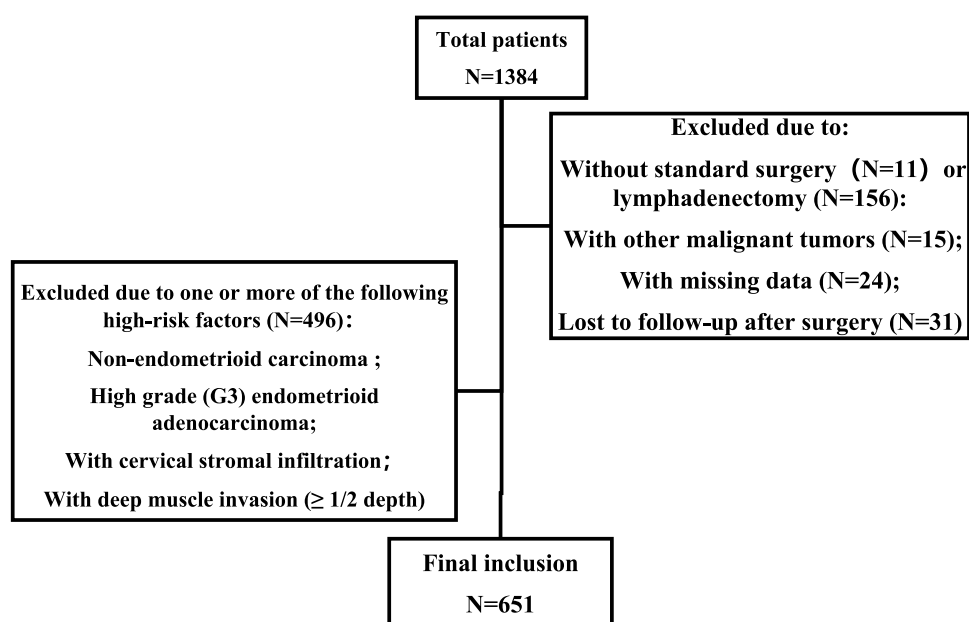 Total patients
N=1384
Excluded due to:
Without standard surgery（N=11）or
lymphadenectomy (N=156):
With other malignant tumors (N=15);
With missing data (N=24);
Lost to follow-up after surgery (N=31)
Excluded due to one or more of the following
high-risk factors (N=496)：
Non-endometrioid carcinoma ;
High grade (G3) endometrioid
adenocarcinoma;
With cervical stromal infiltration；
With deep muscle invasion (≥ 1/2 depth)
Final inclusion
N=651